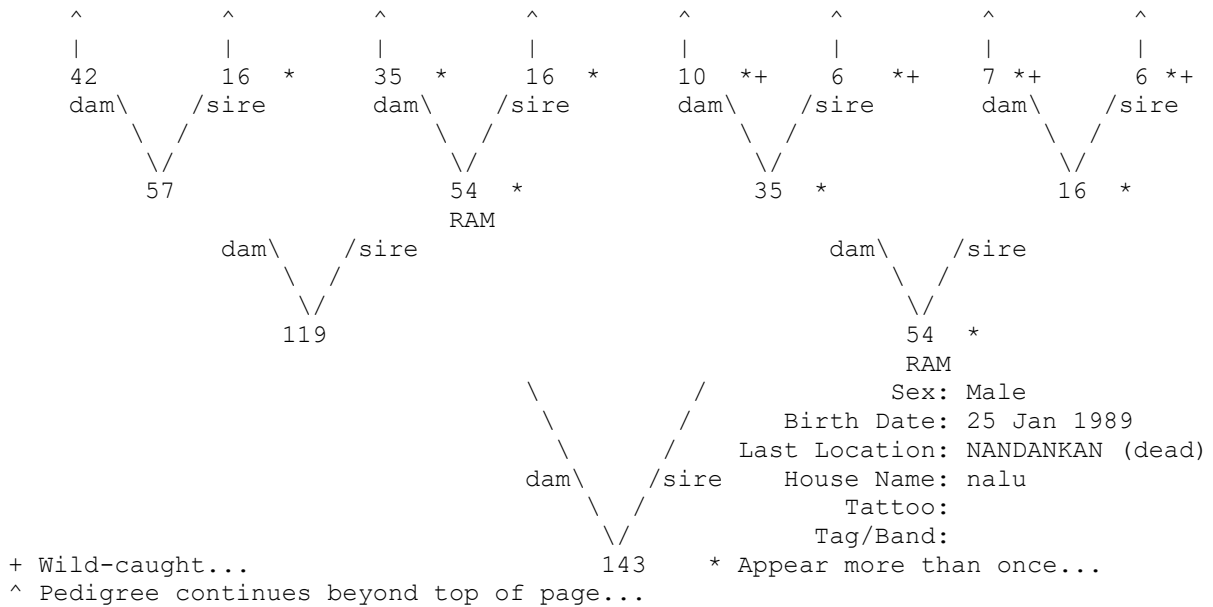 ^ ^ ^ ^ ^ ^ ^ ^
| | | | | | | |
42 16 * 35 * 16 * 10 *+ 6 *+ 7 *+ 6 *+
dam\ /sire dam\ /sire dam\ /sire dam\ /sire
\ / \ / \ / \ /
\/ \/ \/ \/
57 54 * 35 * 16 *
RAM
dam\ /sire dam\ /sire
\ / \ /
\/ \/
119 54 *
RAM
\ / Sex: Male
\ / Birth Date: 25 Jan 1989
\ / Last Location: NANDANKAN (dead)
dam\ /sire House Name: nalu
\ / Tattoo:
\/ Tag/Band:
+ Wild-caught... 143 * Appear more than once...
^ Pedigree continues beyond top of page...